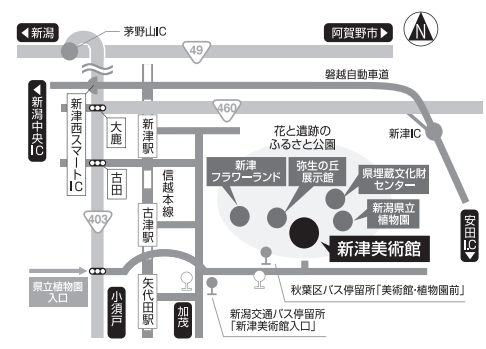 ◀新潟
茅野山IC
49
阿賀野市▶
N
磐越自動車道
◀新潟中央IC
新津西スマートIC
大鹿
新津駅
460
新津IC
花と遺跡の
ふるさと公園
新津
フラワーランド
弥生の丘
展示館
県埋蔵文化財
センター
新潟県立
植物園
古田
信越本線
403
古津駅
新津美術館
安田IC▶
県立植物園
入口
小須戸
矢代田駅
加茂
秋葉区バス停留所「美術館・植物園前」
新潟交通バス停留所
「新津美術館入口」